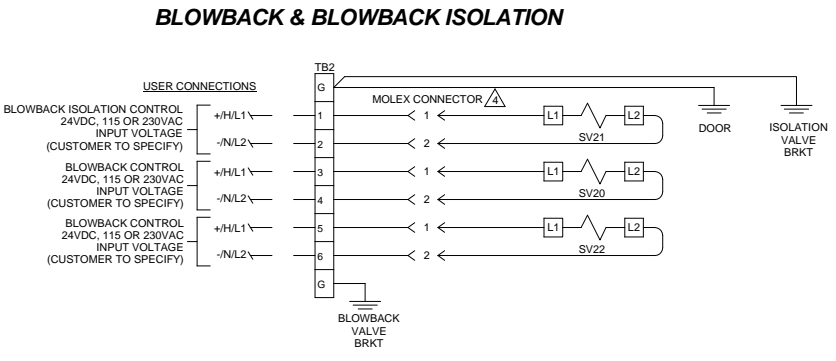 BLOWBACK & BLOWBACK ISOLATION
TB2
USER CONNECTIONS
G
MOLEX CONNECTOR 4
BLOWBACK ISOLATION CONTROL
24VDC, 115 OR 230VAC
INPUT VOLTAGE
(CUSTOMER TO SPECIFY)
+/H/L1
1
1
L1
L2
-/N/L2
2
2
SV21
DOOR
ISOLATION
VALVE
BRKT
BLOWBACK CONTROL
24VDC, 115 OR 230VAC
INPUT VOLTAGE
(CUSTOMER TO SPECIFY)
+/H/L1
3
1
L1
L2
-/N/L2
4
2
SV20
BLOWBACK CONTROL
24VDC, 115 OR 230VAC
INPUT VOLTAGE
(CUSTOMER TO SPECIFY)
+/H/L1
5
1
L1
L2
-/N/L2
6
2
SV22
G
BLOWBACK
VALVE
BRKT